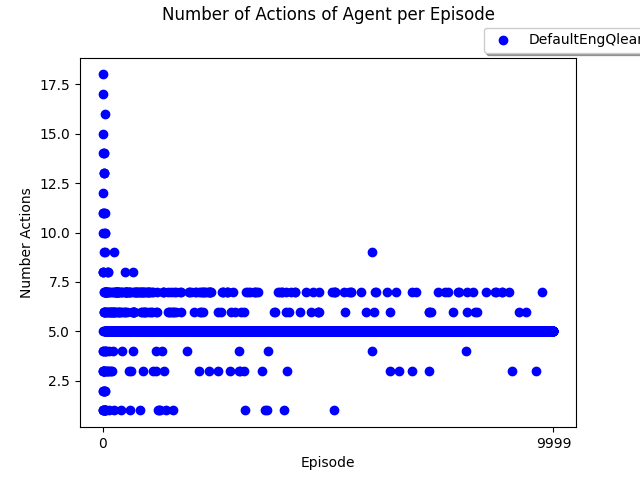 Number of Actions of Agent per Episode
DefaultEngQlear
17.5
15.0
12.5
10.0
7.5
5.0
2.5
Number Actions
0
9999
Episode